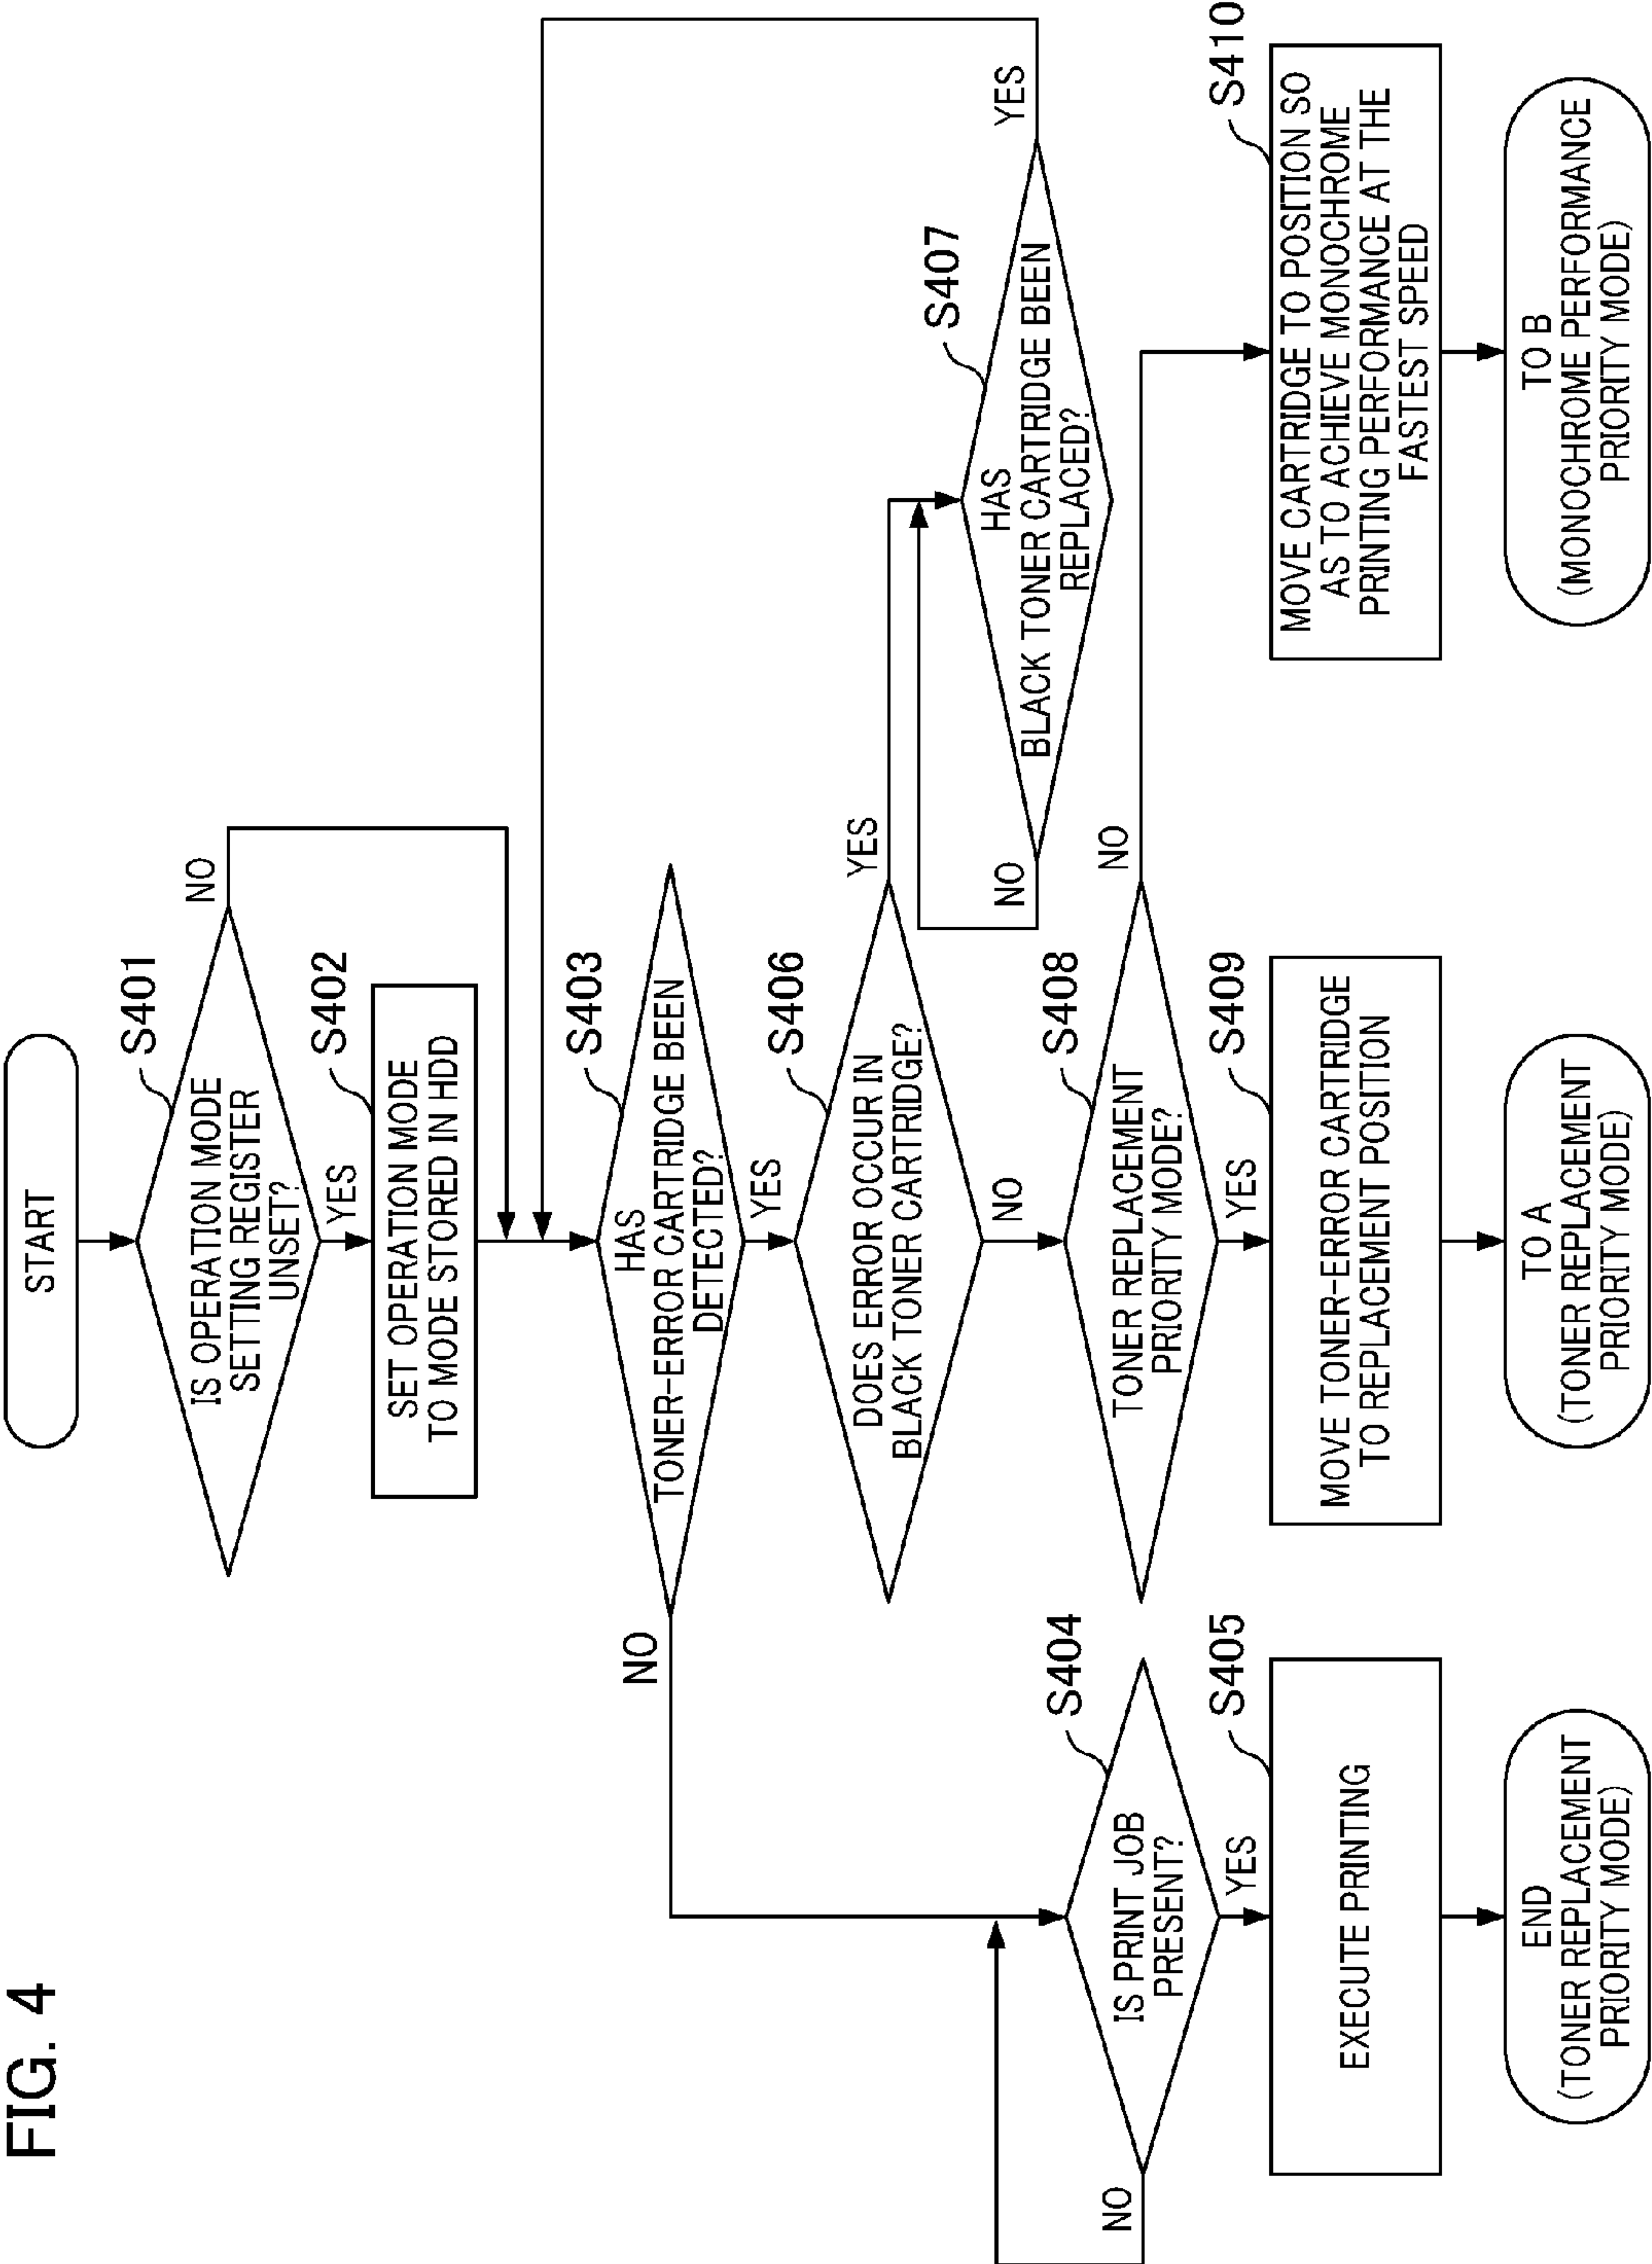 FIG. 4
START
S401
IS OPERATION MODE
SETTING REGISTER
UNSET?
NO
YES
S402
SET OPERATION MODE
TO MODE STORED IN HDD
S403
HAS
TONER-ERROR CARTRIDGE BEEN
DETECTED?
NO
YES
S404
IS PRINT JOB
PRESENT?
NO
YES
S405
EXECUTE PRINTING
END
(TONER REPLACEMENT
PRIORITY MODE)
S406
DOES ERROR OCCUR IN
BLACK TONER CARTRIDGE?
YES
NO
S407
HAS
BLACK TONER CARTRIDGE BEEN
REPLACED?
YES
NO
S408
TONER REPLACEMENT
PRIORITY MODE?
NO
YES
S409
MOVE TONER-ERROR CARTRIDGE
TO REPLACEMENT POSITION
TO A
(TONER REPLACEMENT
PRIORITY MODE)
S410
MOVE CARTRIDGE TO POSITION SO
AS TO ACHIEVE MONOCHROME
PRINTING PERFORMANCE AT THE
FASTEST SPEED
TO B
(MONOCHROME PERFORMANCE
PRIORITY MODE)